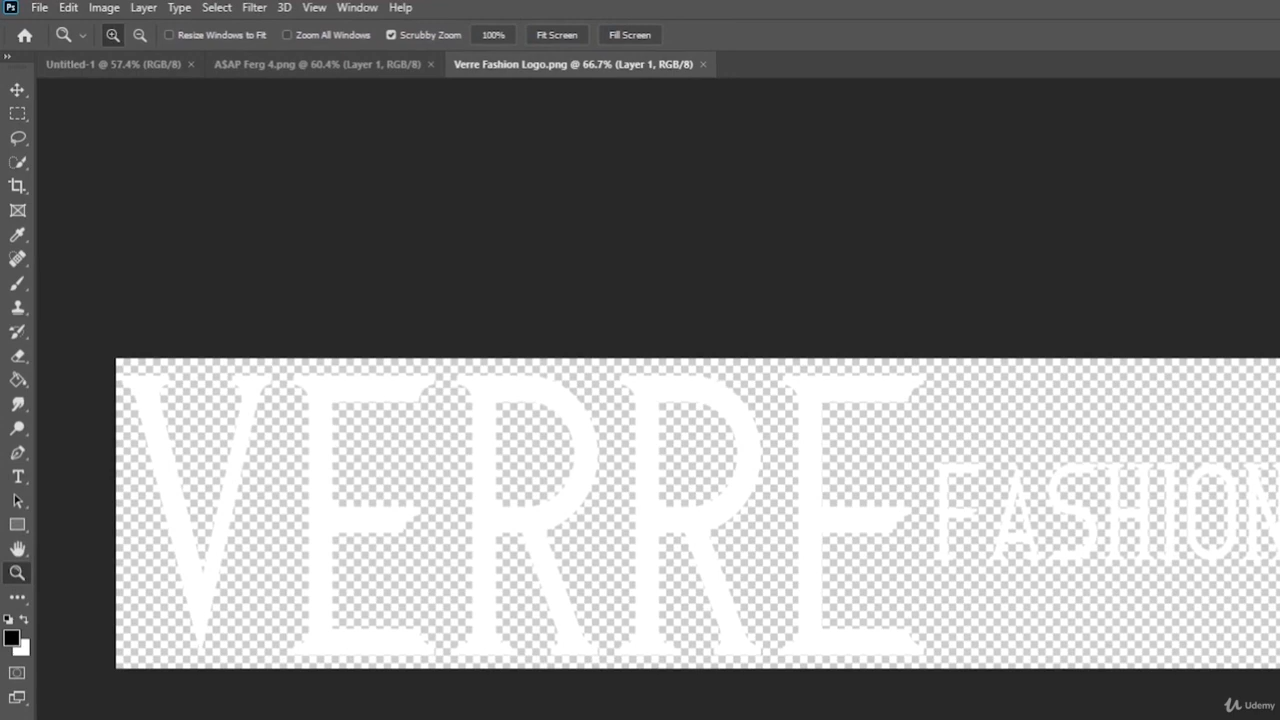 Ps File Edit Image Layer Type Select Filter 3D View Window Help
Resize Windows to Fit Zoom All Windows Scrubby Zoom 100% Fit Screen Fill Screen
Untitled-1 @ 57.4% (RGB/8) × A$AP Ferg 4.png @ 60.4% (Layer 1, RGB/8) × Verre Fashion Logo.png @ 66.7% (Layer 1, RGB/8) ×
VERRE FASHION
Udemy